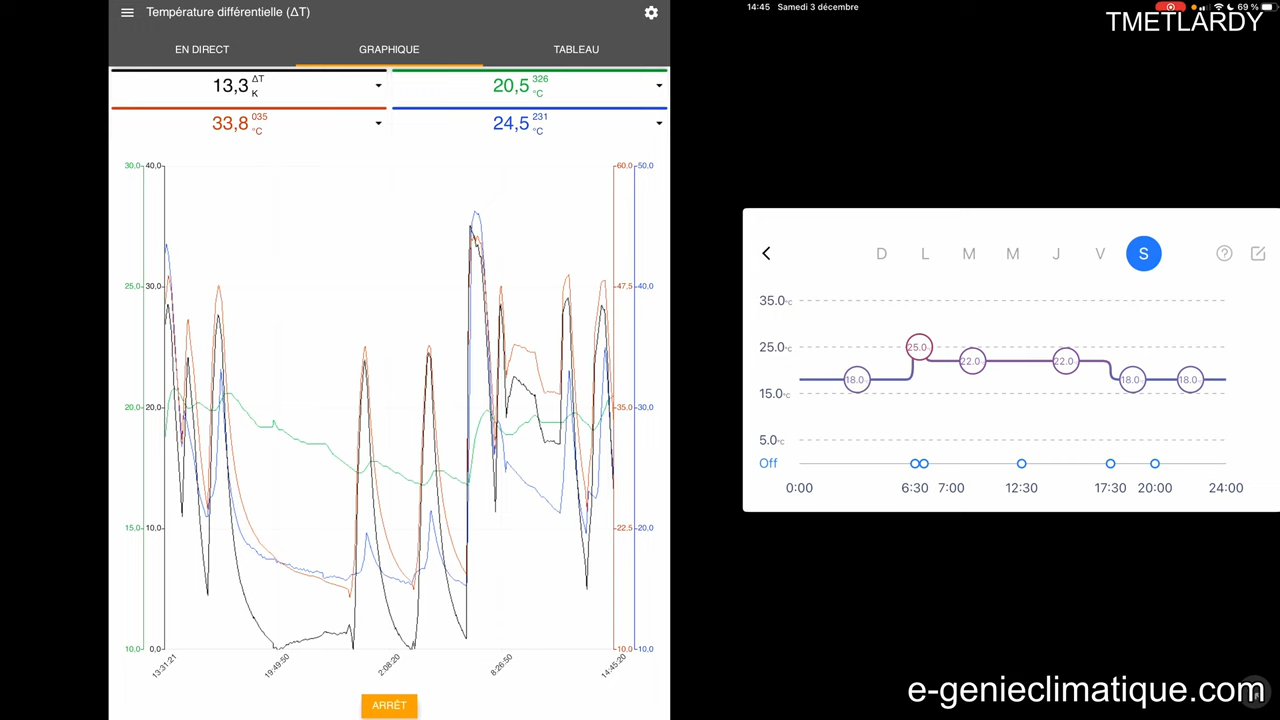 Température différentielle (ΔT)
EN DIRECT GRAPHIQUE TABLEAU
13,3 ΔT K
20,5 326 °C
33,8 035 °C
24,5 231 °C
30,0 40,0 60,0 50,0
25,0 30,0 47,5 40,0
20,0 20,0 35,0 30,0
15,0 10,0 22,5 20,0
10,0 0,0 10,0 10,0
13:31:21 19:49:50 2:08:20 8:26:50 14:45:20
ARRÊT
14:45 Samedi 3 décembre 69 %
TMETLARDY
D L M M J V S
35.0°C
25.0°C
15.0°C
5.0°C
18.0 25.0 22.0 22.0 18.0 18.0
Off
0:00 6:30 7:00 12:30 17:30 20:00 24:00
e-genieclimatique.com